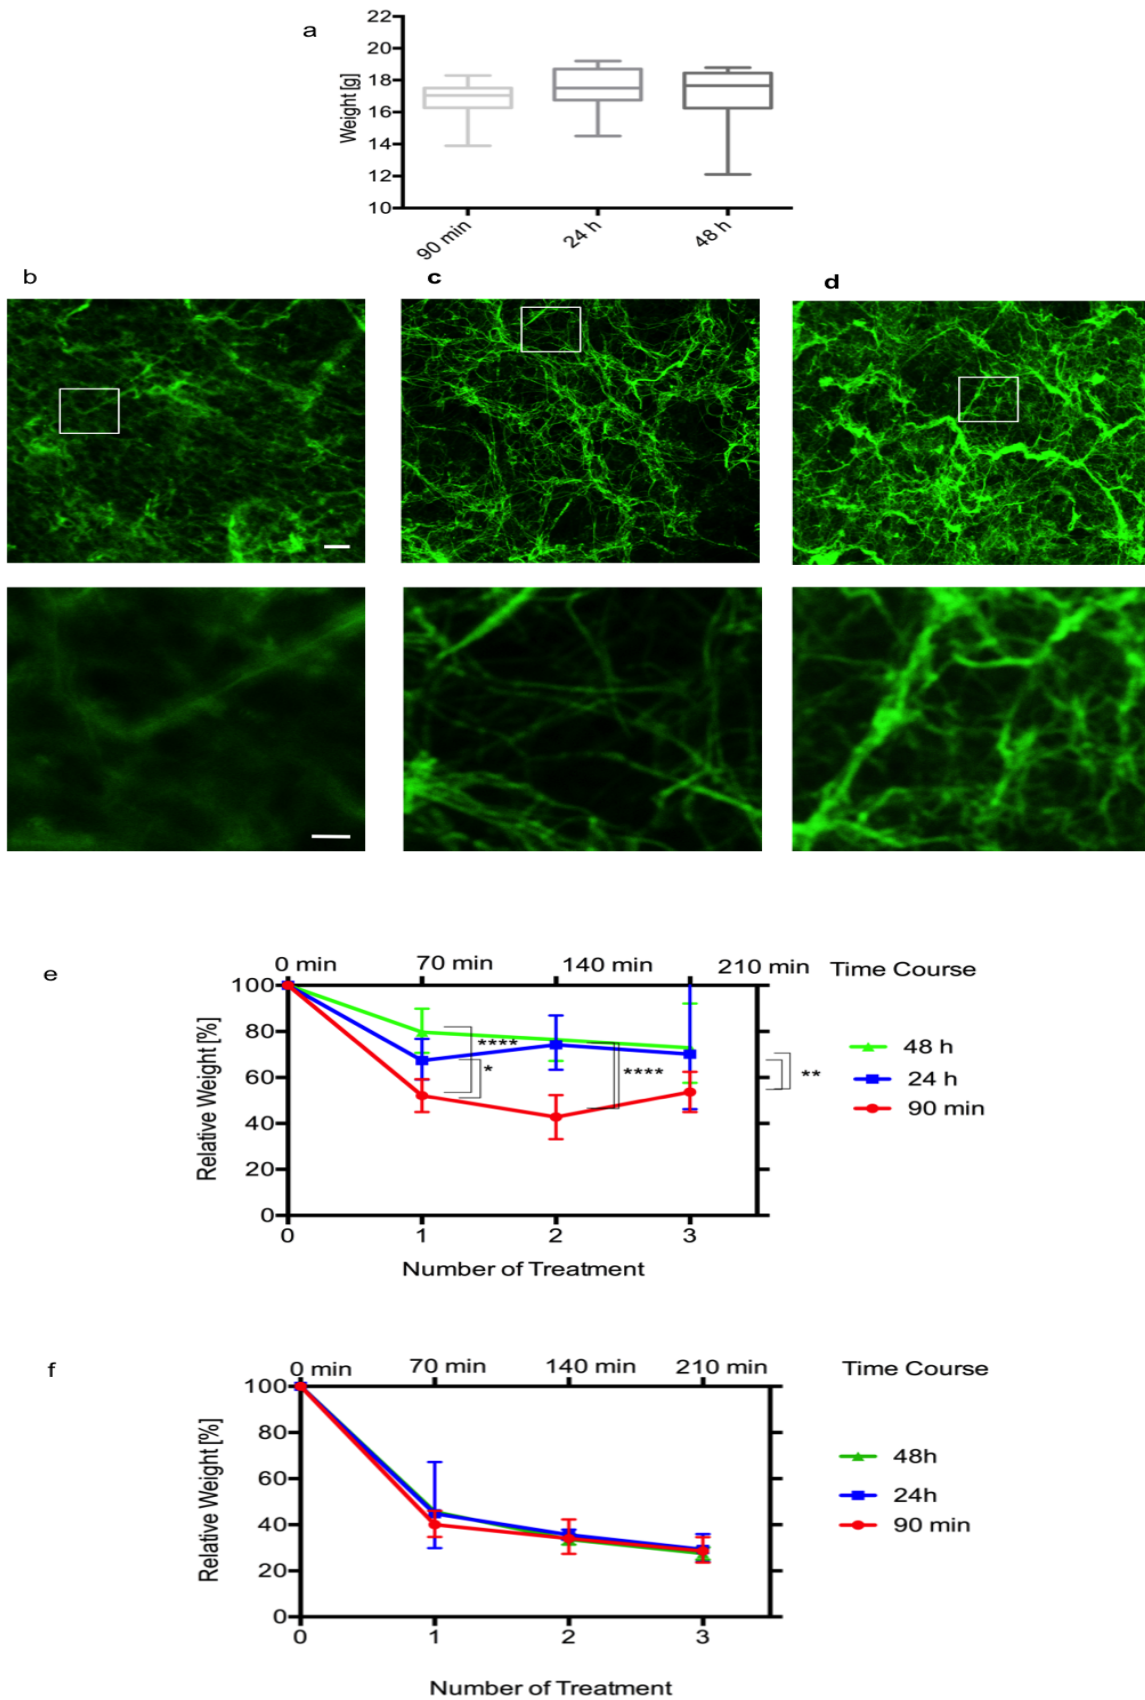 a
22
20
18
16
14
12
10
Weight [g]
90 min
24 h
48 h
b
c
d
e
0 min 70 min 140 min 210 min Time Course
100
80
60
40
20
0
Relative Weight [%]
****
*
****
**
48 h
24 h
90 min
0 1 2 3
Number of Treatment
f
0 min 70 min 140 min 210 min Time Course
100
80
60
40
20
0
Relative Weight [%]
48h
24h
90 min
0 1 2 3
Number of Treatment